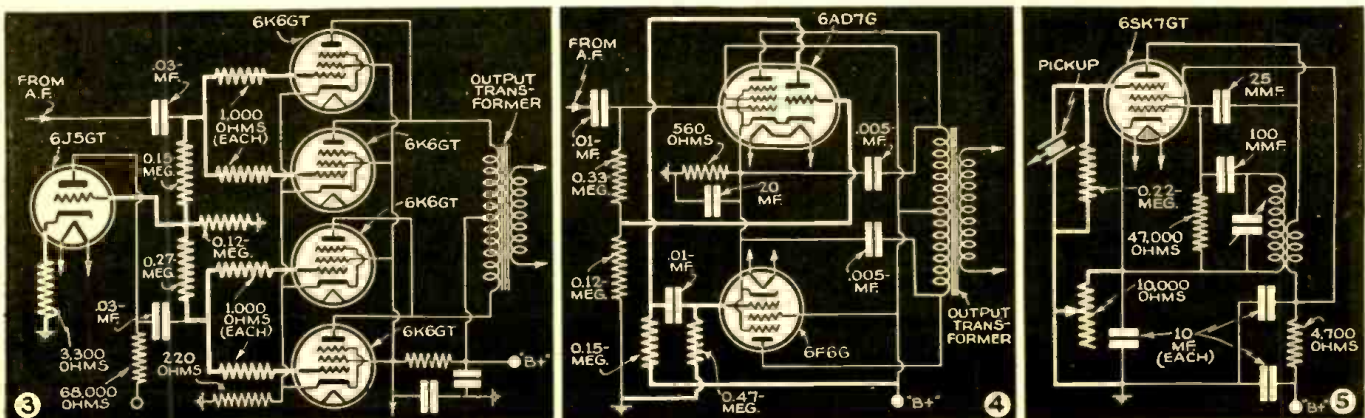 6K6GT
FROM
A.F.
.03-
MF.
OUTPUT
TRANS-
FORMER
1,000
OHMS
(EACH)
6J5GT
6K6GT
0.15-
MEG.
6K6GT
0.12-
MEG.
0.27-
MEG.
.03
MF.
1,000
OHMS
(EACH)
6K6GT
3,300
OHMS
220
OHMS
68,000
OHMS
"B+"
3
6AD7G
FROM
A.F.
.01-
MF.
560
OHMS
.005-
MF.
0.33-
MEG.
20
MF.
0.12-
MEG.
.01-
MF.
.005-
MF.
0.15-
MEG.
6F6G
OUTPUT
TRANS-
FORMER
0.47-
MEG.
"B+"
4
6SK7GT
PICKUP
25
MMF.
100
MMF.
0.22-
MEG.
47,000
OHMS
10,000
OHMS
10
MF.
(EACH)
4,700
OHMS
"B+"
5